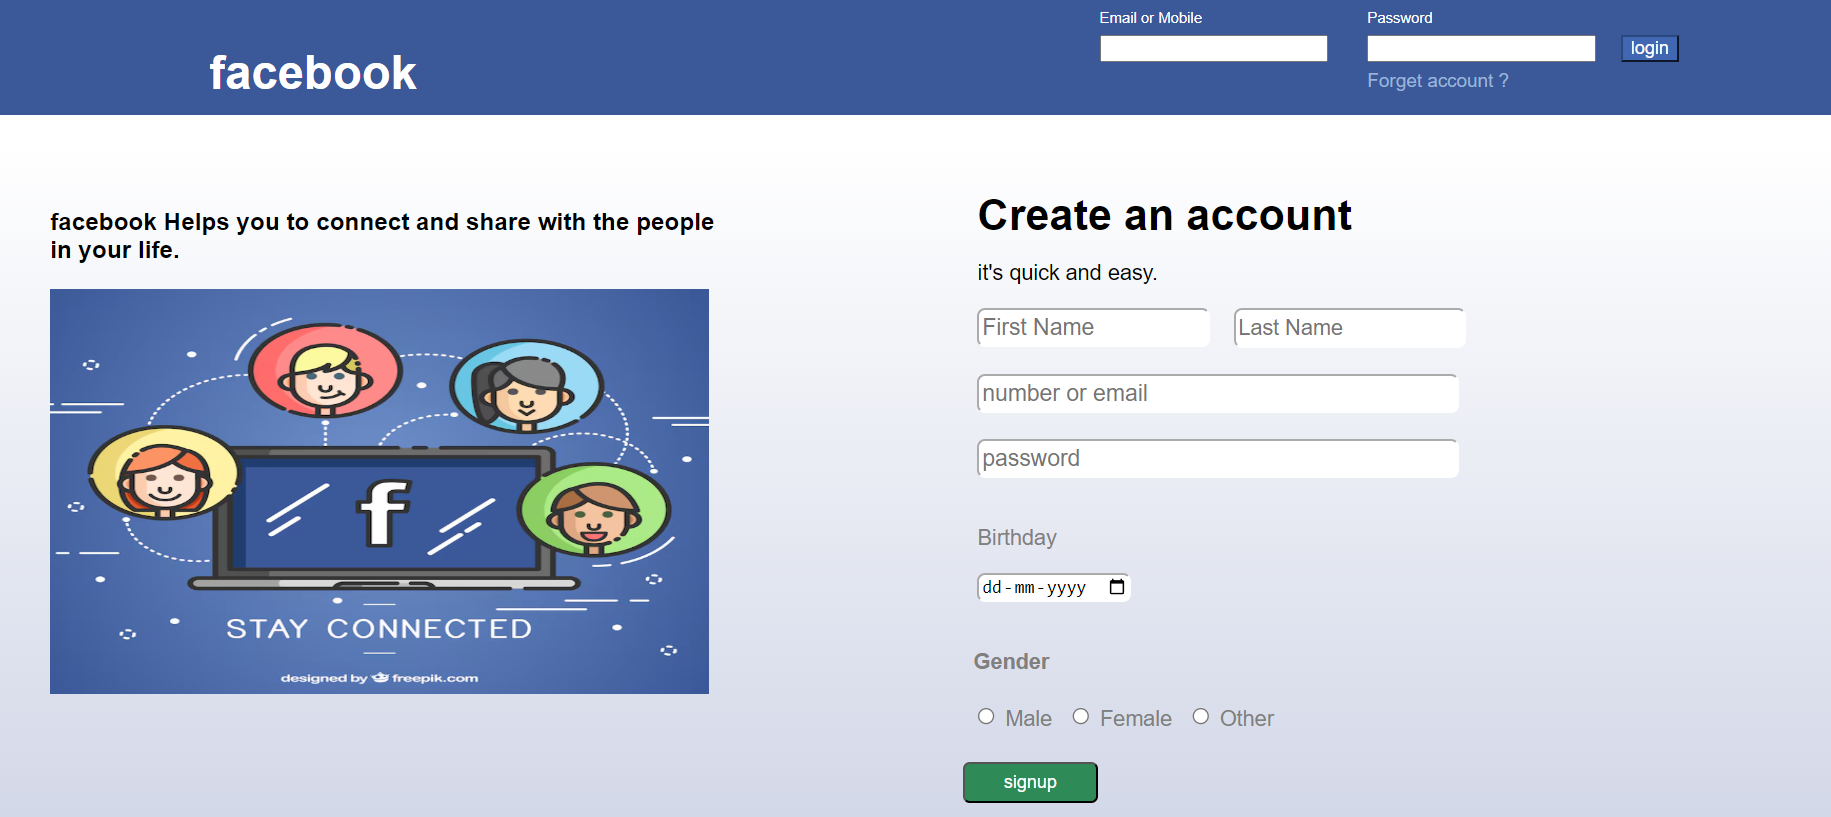 Email or Mobile
Password
facebook
login
Forget account ?
facebook Helps you to connect and share with the people
in your life.
f
STAY CONNECTED
designed by freepik.com
Create an account
it's quick and easy.
First Name
Last Name
number or email
password
Birthday
dd-mm-yyyy
Gender
Male
Female
Other
signup